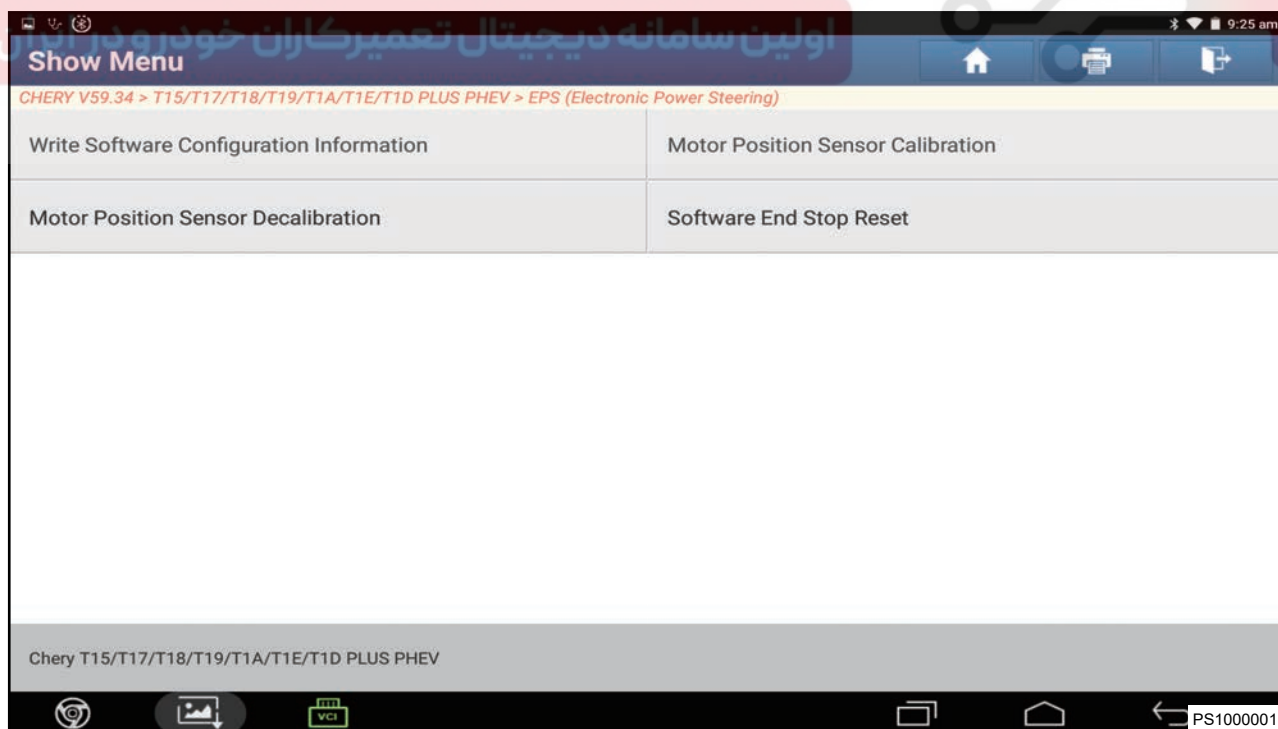 9:25 am
اولین سامانه دیجیتال تعمیرکاران خودرو در ایران
Show Menu
CHERY V59.34 > T15/T17/T18/T19/T1A/T1E/T1D PLUS PHEV > EPS (Electronic Power Steering)
Write Software Configuration Information
Motor Position Sensor Calibration
Motor Position Sensor Decalibration
Software End Stop Reset
Chery T15/T17/T18/T19/T1A/T1E/T1D PLUS PHEV
VCI
PS1000001